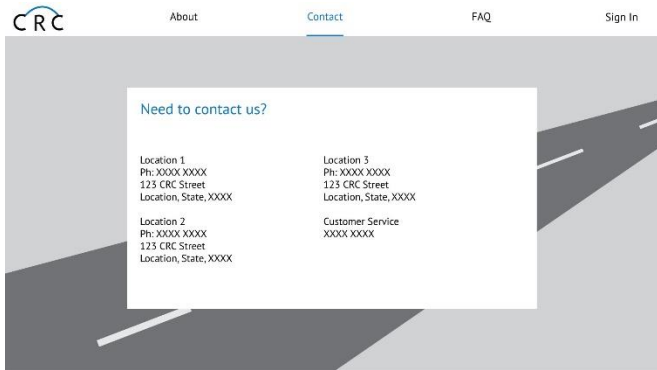 CRC
About
Contact
FAQ
Sign In
Need to contact us?
Location 1
Ph: XXXX XXXX
123 CRC Street
Location, State, XXXX
Location 2
Ph: XXXX XXXX
123 CRC Street
Location, State, XXXX
Location 3
Ph: XXXX XXXX
123 CRC Street
Location, State, XXXX
Customer Service
XXXX XXXX